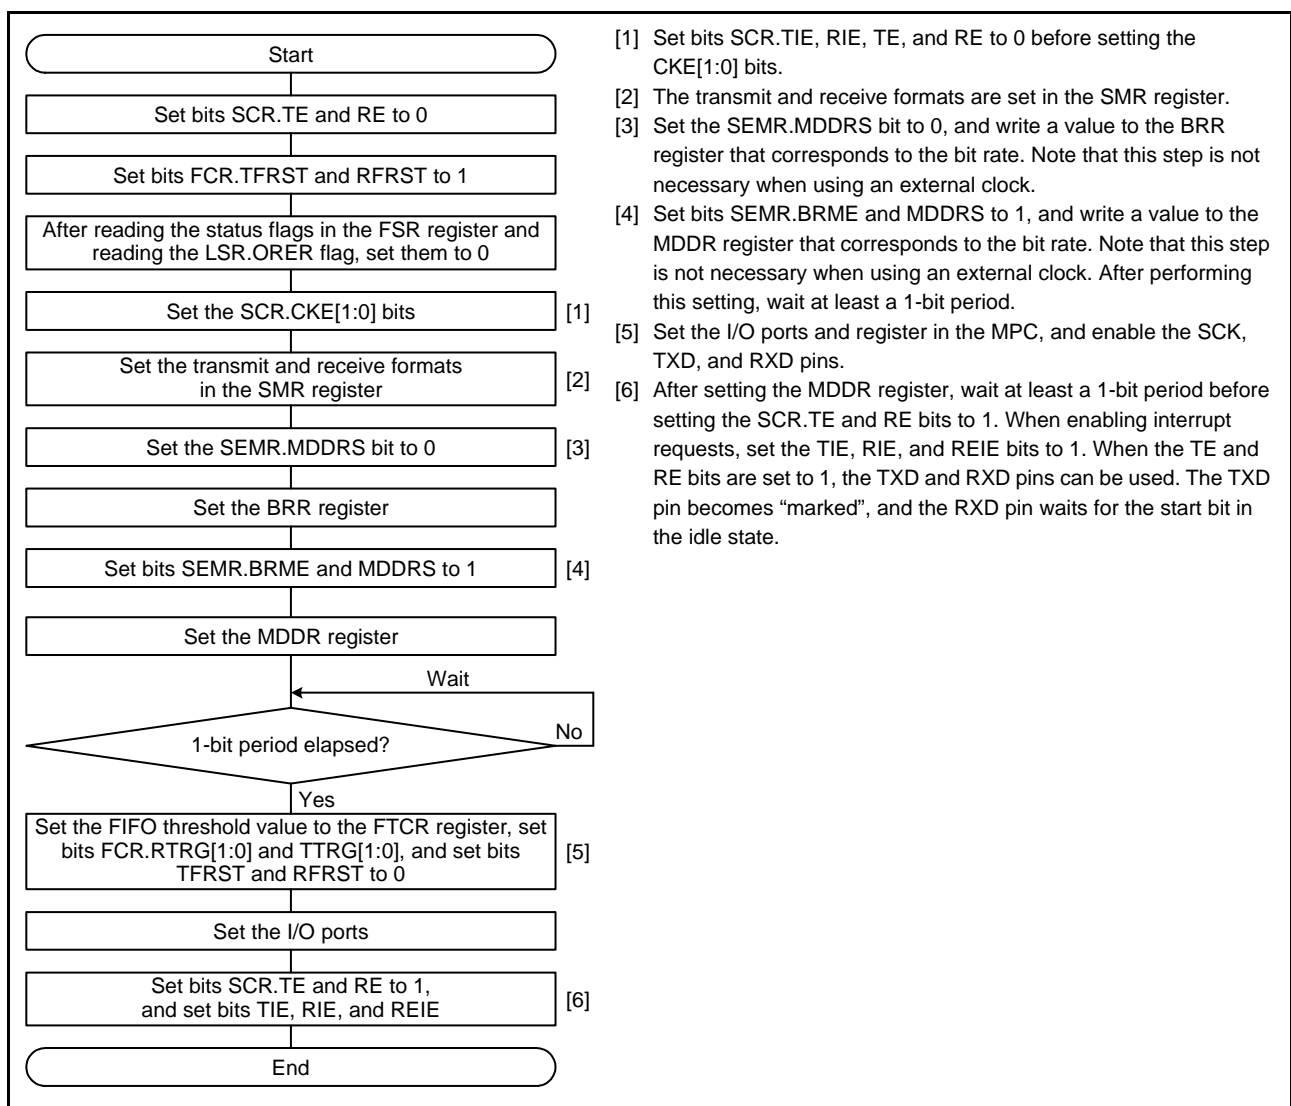 Start
Set bits SCR.TE and RE to 0
Set bits FCR.TFRST and RFRST to 1
After reading the status flags in the FSR register and
reading the LSR.ORER flag, set them to 0
Set the SCR.CKE[1:0] bits
[1]
Set the transmit and receive formats
in the SMR register
[2]
Set the SEMR.MDDRS bit to 0
[3]
Set the BRR register
Set bits SEMR.BRME and MDDRS to 1
[4]
Set the MDDR register
Wait
1-bit period elapsed?
No
Yes
Set the FIFO threshold value to the FTCR register, set
bits FCR.RTRG[1:0] and TTRG[1:0], and set bits
TFRST and RFRST to 0
[5]
Set the I/O ports
Set bits SCR.TE and RE to 1,
and set bits TIE, RIE, and REIE
[6]
End
[1] Set bits SCR.TIE, RIE, TE, and RE to 0 before setting the
CKE[1:0] bits.
[2] The transmit and receive formats are set in the SMR register.
[3] Set the SEMR.MDDRS bit to 0, and write a value to the BRR
register that corresponds to the bit rate. Note that this step is not
necessary when using an external clock.
[4] Set bits SEMR.BRME and MDDRS to 1, and write a value to the
MDDR register that corresponds to the bit rate. Note that this step
is not necessary when using an external clock. After performing
this setting, wait at least a 1-bit period.
[5] Set the I/O ports and register in the MPC, and enable the SCK,
TXD, and RXD pins.
[6] After setting the MDDR register, wait at least a 1-bit period before
setting the SCR.TE and RE bits to 1. When enabling interrupt
requests, set the TIE, RIE, and REIE bits to 1. When the TE and
RE bits are set to 1, the TXD and RXD pins can be used. The TXD
pin becomes “marked”, and the RXD pin waits for the start bit in
the idle state.